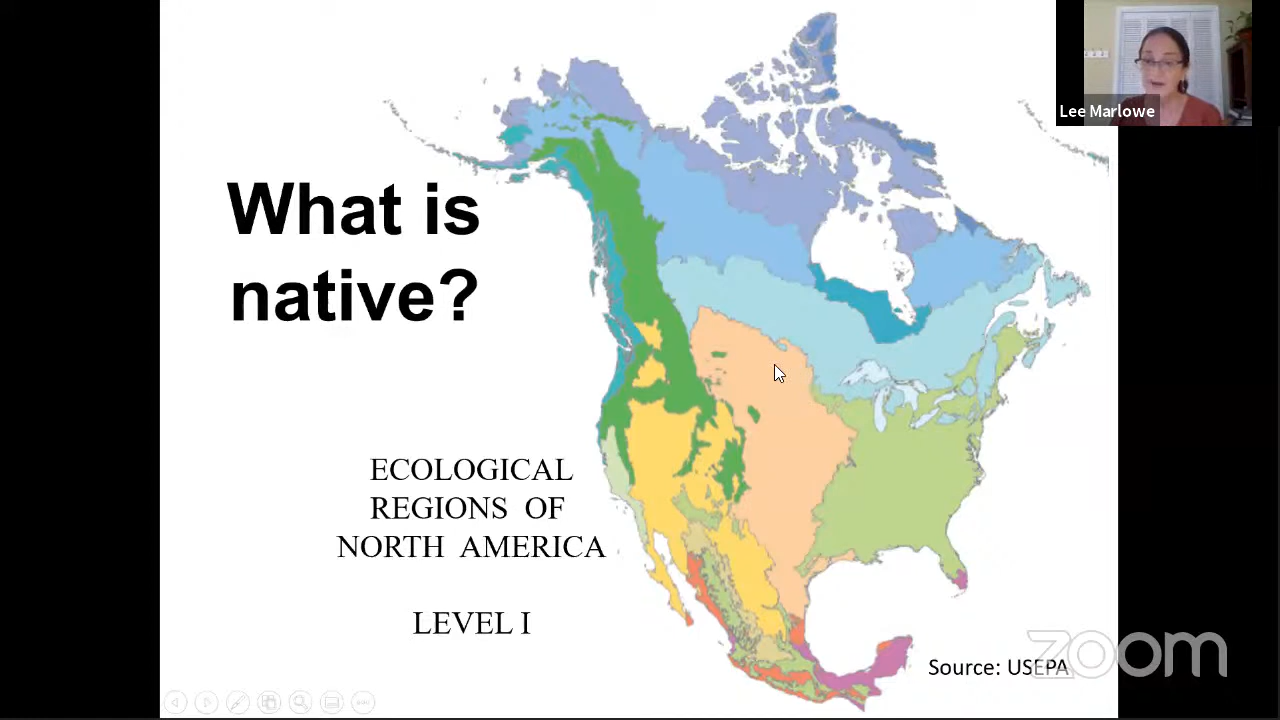 What is
native?
ECOLOGICAL
REGIONS OF
NORTH AMERICA
LEVEL I
Source: USEPA
Lee Marlowe
zoom